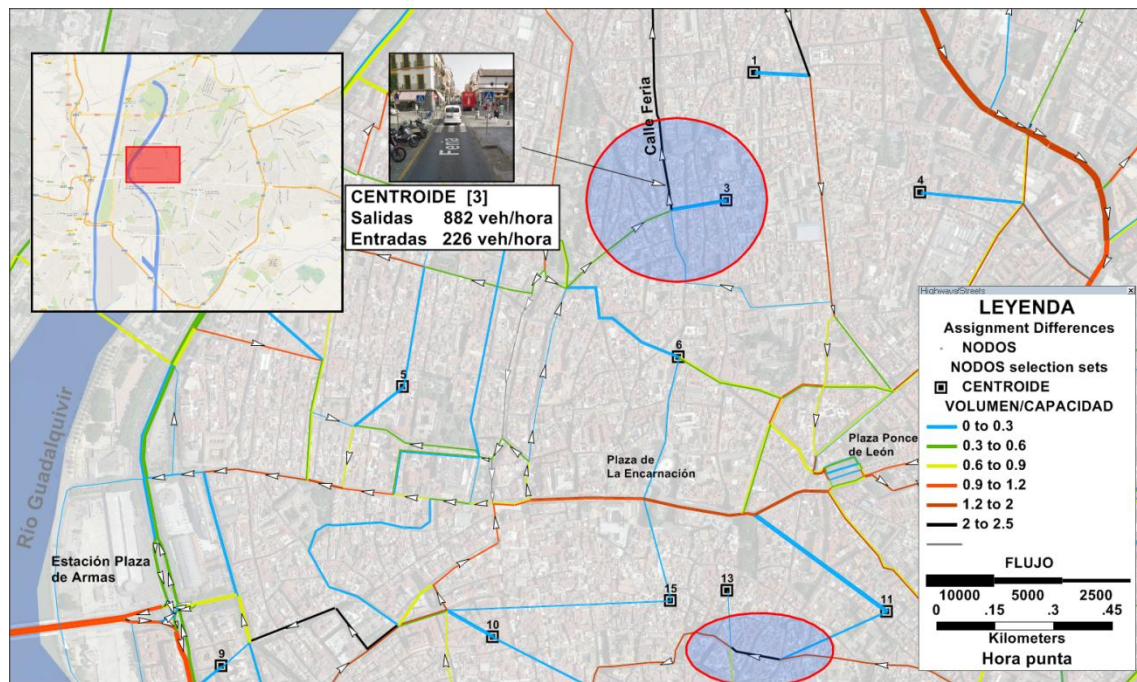 1
Calle Feria
Feria
3
4
CENTROIDE [3]
Salidas 882 veh/hora
Entradas 226 veh/hora
6
5
Río Guadalquivir
Plaza de
La Encarnación
Plaza Ponce
de León
Estación Plaza
de Armas
15
13
11
10
9
Highways/Streets
LEYENDA
Assignment Differences
NODOS
NODOS selection sets
CENTROIDE
VOLUMEN/CAPACIDAD
0 to 0.3
0.3 to 0.6
0.6 to 0.9
0.9 to 1.2
1.2 to 2
2 to 2.5
FLUJO
10000 5000 2500
0 .15 .3 .45
Kilometers
Hora punta